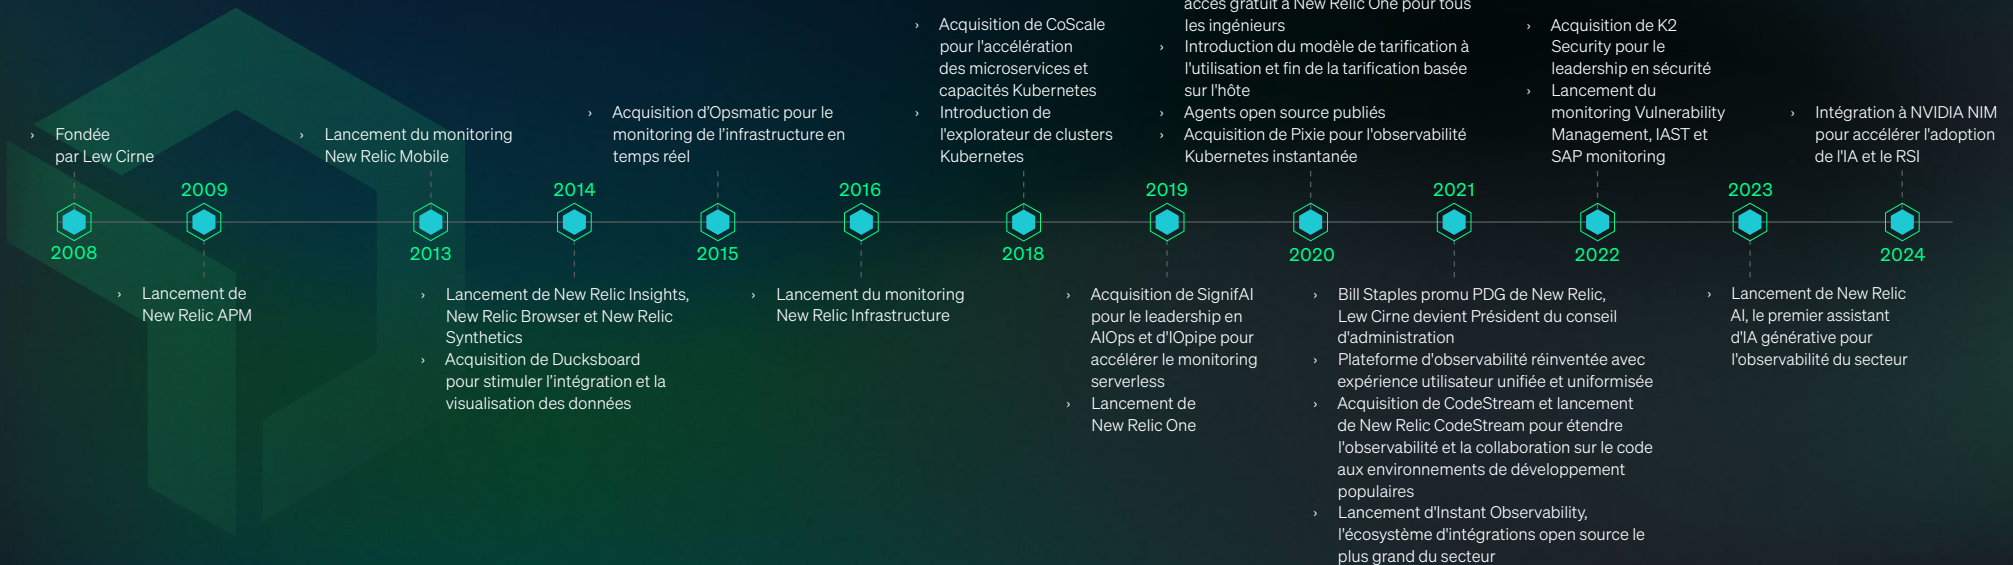 › Fondée
par Lew Cirne
2008
2009
› Lancement de
New Relic APM
› Lancement du monitoring
New Relic Mobile
2013
2014
› Lancement de New Relic Insights,
New Relic Browser et New Relic
Synthetics
› Acquisition de Ducksboard
pour stimuler l’intégration et la
visualisation des données
› Acquisition d’Opsmatic pour le
monitoring de l’infrastructure en
temps réel
2015
2016
› Lancement du monitoring
New Relic Infrastructure
› Acquisition de CoScale
pour l'accélération
des microservices et
capacités Kubernetes
› Introduction de
l'explorateur de clusters
Kubernetes
2018
2019
› Acquisition de SignifAI
pour le leadership en
AIOps et d'IOpipe pour
accélérer le monitoring
serverless
› Lancement de
New Relic One
accès gratuit à New Relic One pour tous
les ingénieurs
› Introduction du modèle de tarification à
l'utilisation et fin de la tarification basée
sur l'hôte
› Agents open source publiés
› Acquisition de Pixie pour l'observabilité
Kubernetes instantanée
2020
2021
› Bill Staples promu PDG de New Relic,
Lew Cirne devient Président du conseil
d'administration
› Plateforme d'observabilité réinventée avec
expérience utilisateur unifiée et uniformisée
› Acquisition de CodeStream et lancement
de New Relic CodeStream pour étendre
l'observabilité et la collaboration sur le code
aux environnements de développement
populaires
› Lancement d'Instant Observability,
l'écosystème d'intégrations open source le
plus grand du secteur
› Acquisition de K2
Security pour le
leadership en sécurité
› Lancement du
monitoring Vulnerability
Management, IAST et
SAP monitoring
2022
2023
› Lancement de New Relic
AI, le premier assistant
d'IA générative pour
l'observabilité du secteur
› Intégration à NVIDIA NIM
pour accélérer l'adoption
de l'IA et le RSI
2024